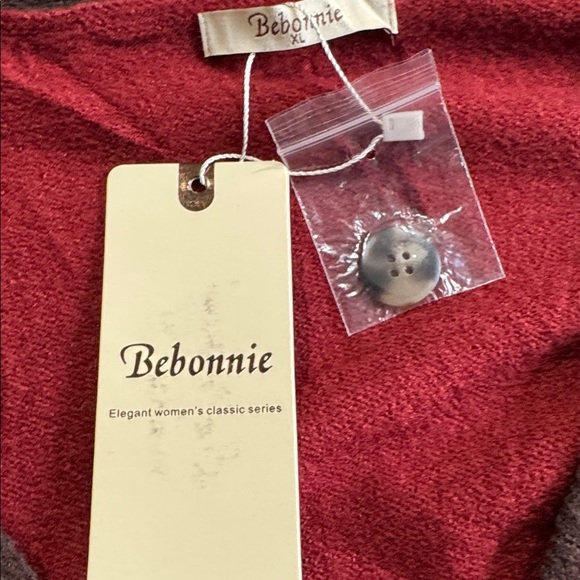 Bebonnie
XL
Bebonnie
Elegant women's classic series